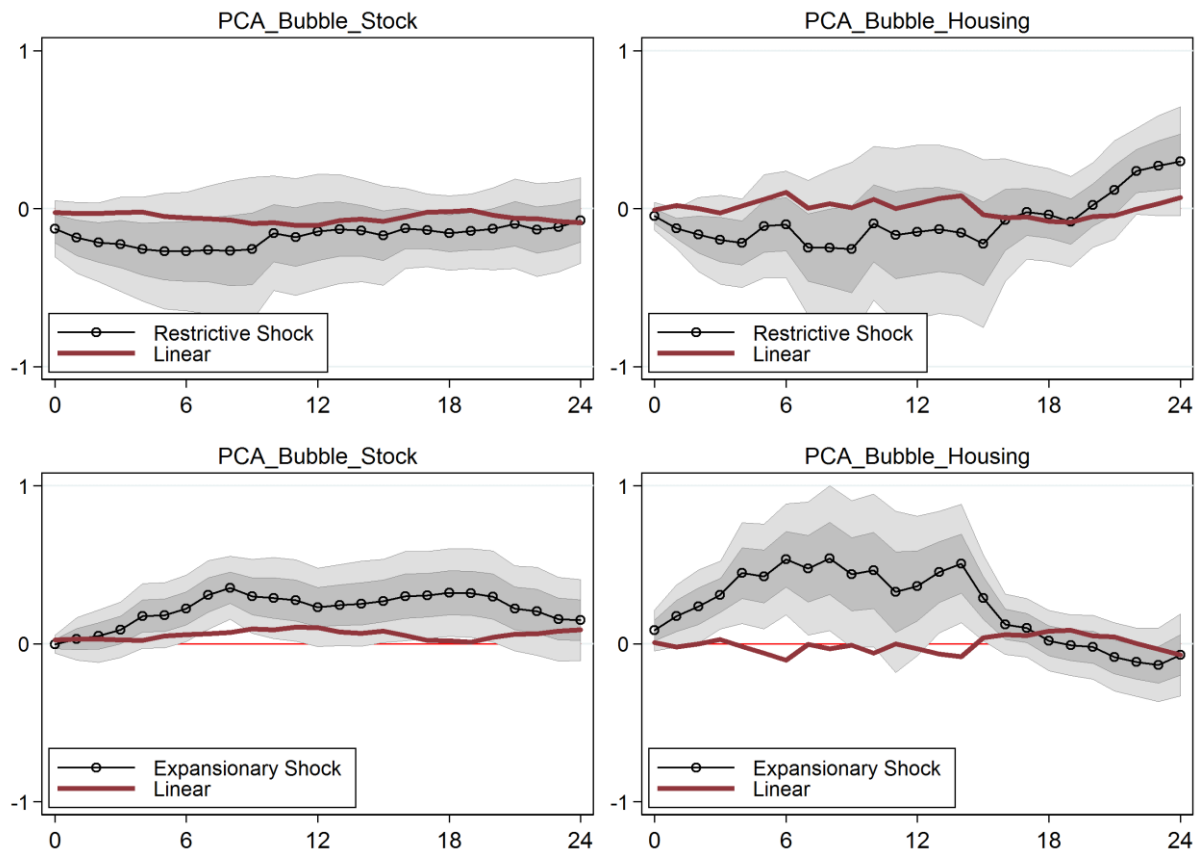 PCA_Bubble_Stock
1
0
-1
Restrictive Shock
Linear
0 6 12 18 24
PCA_Bubble_Housing
1
0
-1
Restrictive Shock
Linear
0 6 12 18 24
PCA_Bubble_Stock
1
0
-1
Expansionary Shock
Linear
0 6 12 18 24
PCA_Bubble_Housing
1
0
-1
Expansionary Shock
Linear
0 6 12 18 24